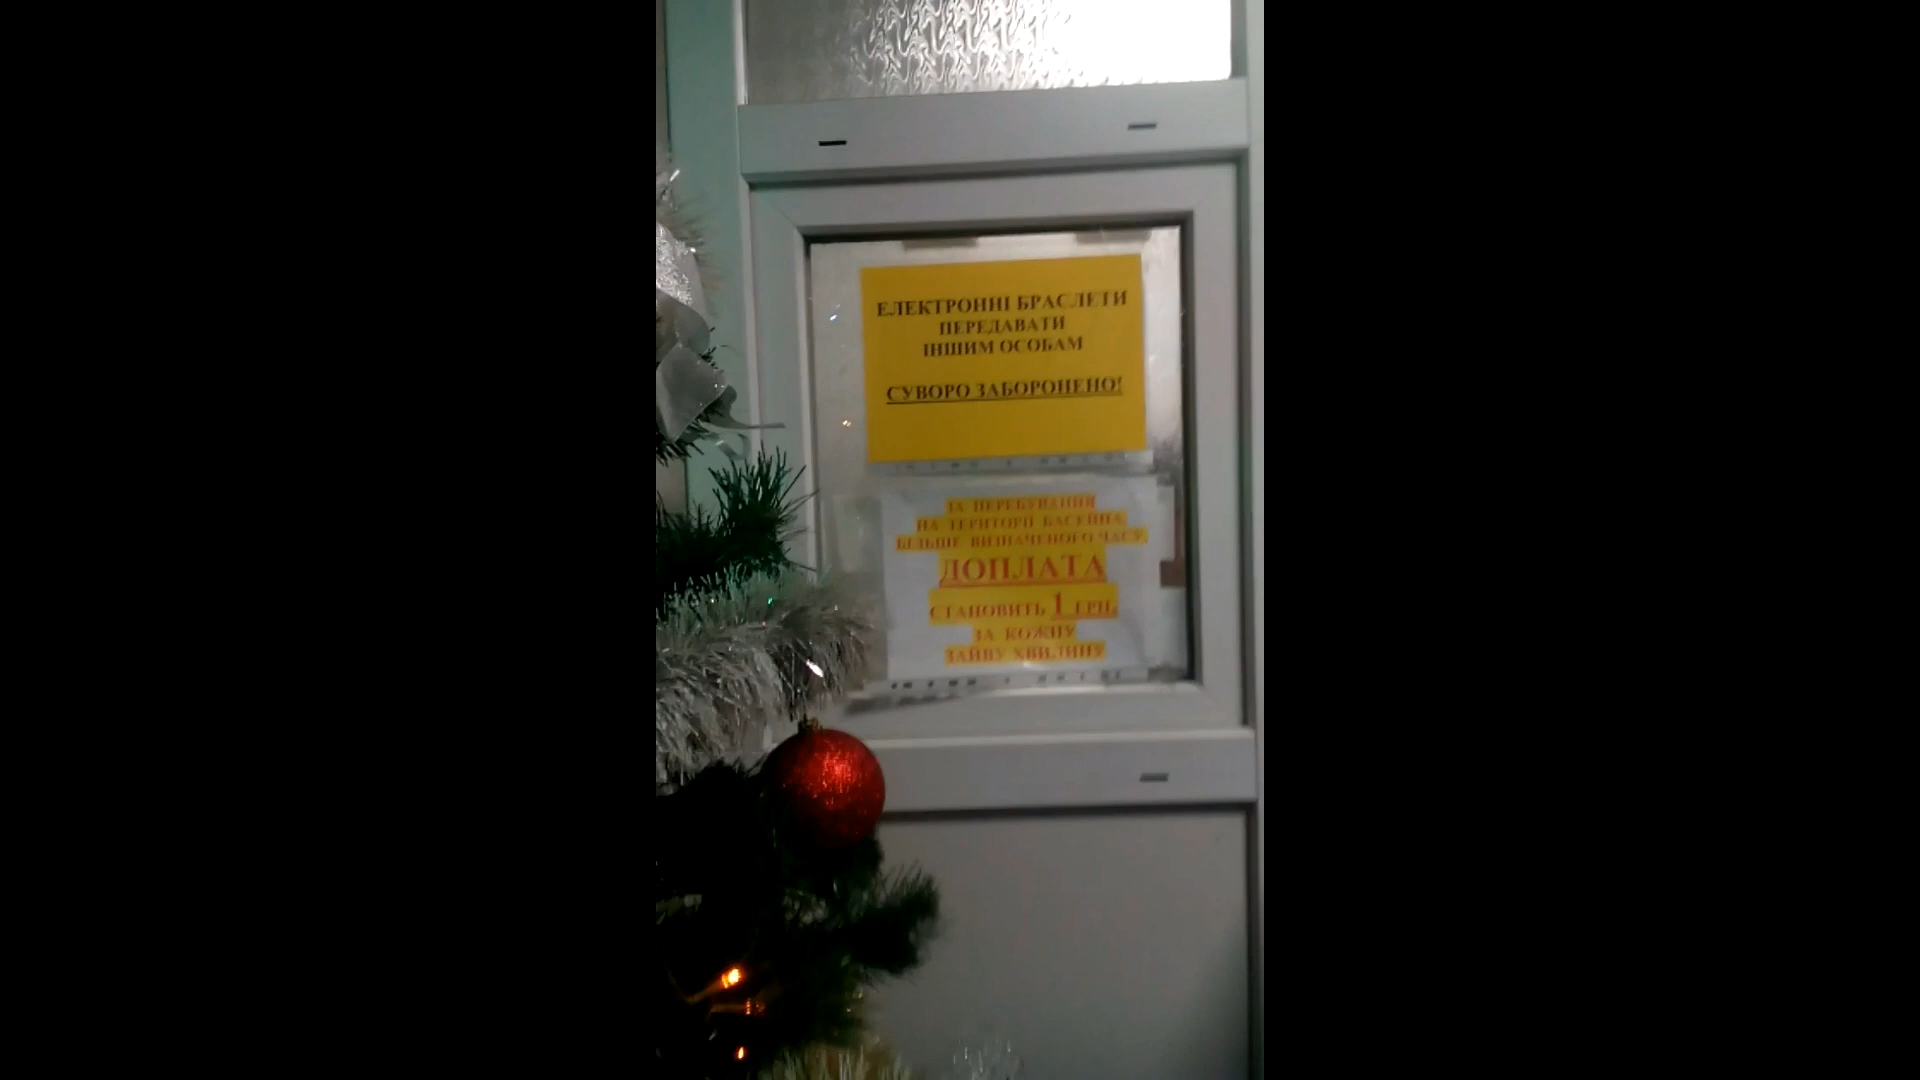 ЕЛЕКТРОННІ БРАСЛЕТИ
ПЕРЕДАВАТИ
ІНШИМ ОСОБАМ
СУВОРО ЗАБОРОНЕНО!
ЗА ПЕРЕБУВАННЯ
НА ТЕРИТОРІЇ БАСЕЙНА
БІЛЬШЕ ВИЗНАЧЕНОГО ЧАСУ
ДОПЛАТА
СТАНОВИТЬ 1 ГРН.
ЗА КОЖНУ
ЗАЙВУ ХВИЛИНУ